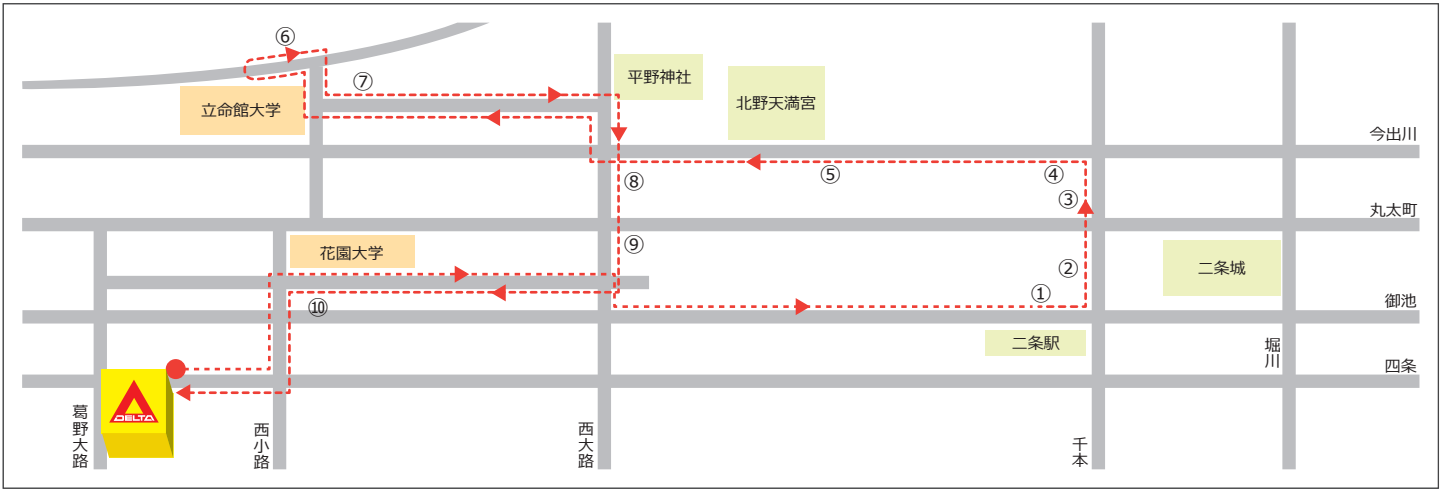 ⑥
⑦
平野神社
北野天満宮
立命館大学
今出川
⑤
④
⑧
③
丸太町
⑨
花園大学
②
二条城
①
⑩
御池
二条駅
堀川
四条
DELTA
葛野大路
西小路
西大路
千本